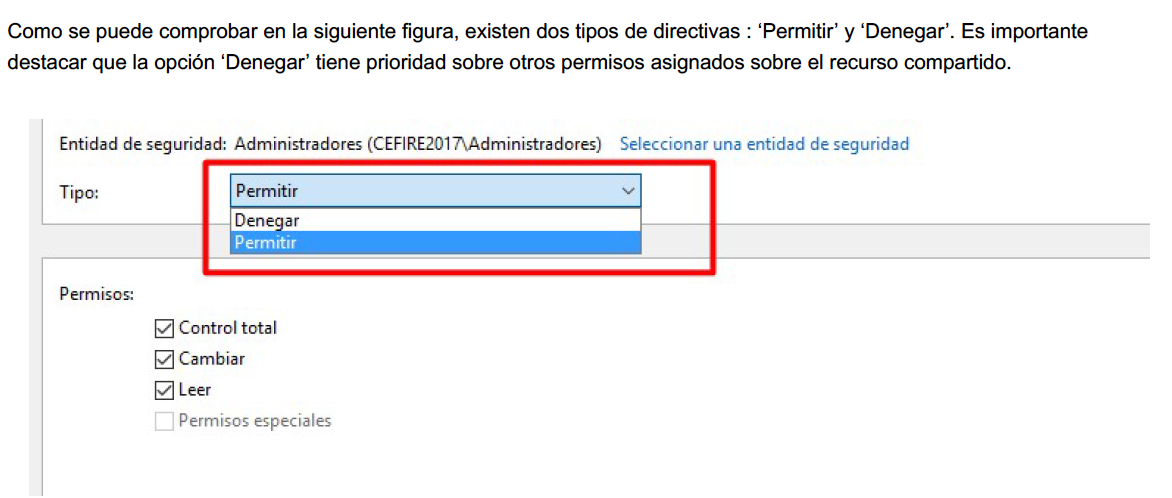 Como se puede comprobar en la siguiente figura, existen dos tipos de directivas : ‘Permitir’ y ‘Denegar’. Es importante
destacar que la opción ‘Denegar’ tiene prioridad sobre otros permisos asignados sobre el recurso compartido.
Entidad de seguridad: Administradores (CEFIRE2017\Administradores) Seleccionar una entidad de seguridad
Tipo: Permitir
Denegar
Permitir
Permisos:
Control total
Cambiar
Leer
Permisos especiales